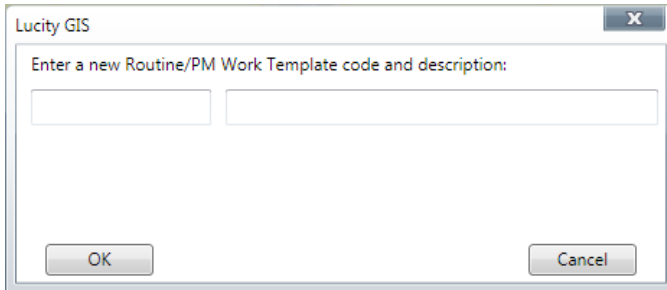 Lucity GIS
Enter a new Routine/PM Work Template code and description:
OK Cancel